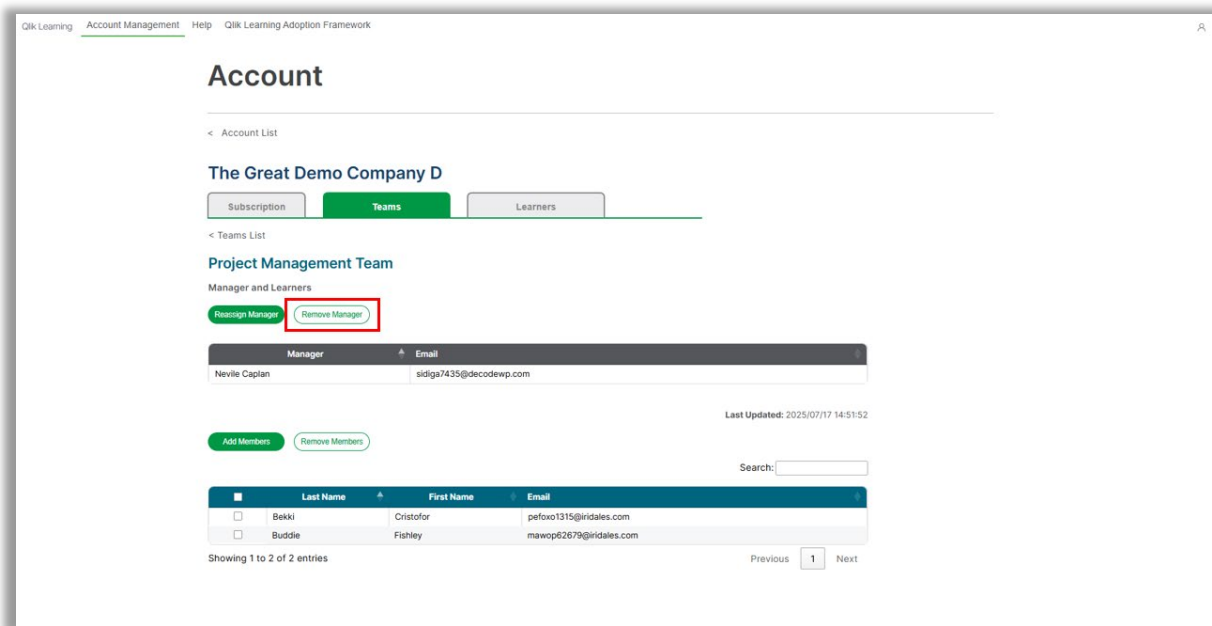 Qlik Learning Account Management Help Qlik Learning Adoption Framework
Account
< Account List
The Great Demo Company D
Subscription Teams Learners
< Teams List
Project Management Team
Manager and Learners
Reassign Manager Remove Manager
Manager Email
Nevile Caplan sidiga7435@decodewp.com
Last Updated: 2025/07/17 14:51:52
Add Members Remove Members
Search:
Last Name First Name Email
Bekki Cristofor pefoxo1315@iridales.com
Buddie Fishley mawop62679@iridales.com
Showing 1 to 2 of 2 entries Previous 1 Next